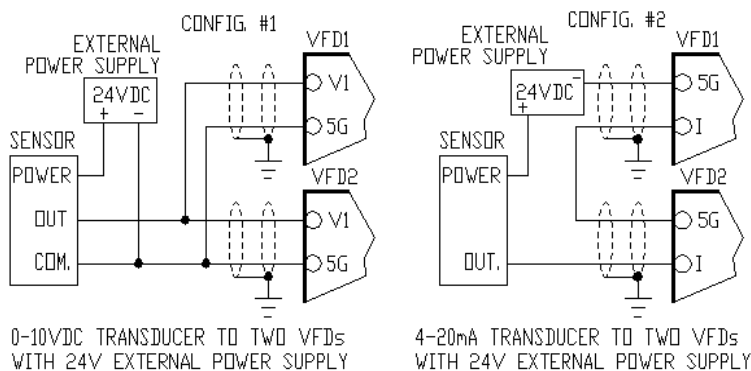 CONFIG. #1
EXTERNAL
POWER SUPPLY
24VDC
+ -
SENSOR
POWER
OUT
COM.
VFD1
V1
5G
VFD2
V1
5G
0-10VDC TRANSDUCER TO TWO VFDs
WITH 24V EXTERNAL POWER SUPPLY
CONFIG. #2
EXTERNAL
POWER SUPPLY
24VDC -
+
SENSOR
POWER
OUT.
VFD1
5G
I
VFD2
5G
I
4-20mA TRANSDUCER TO TWO VFDs
WITH 24V EXTERNAL POWER SUPPLY